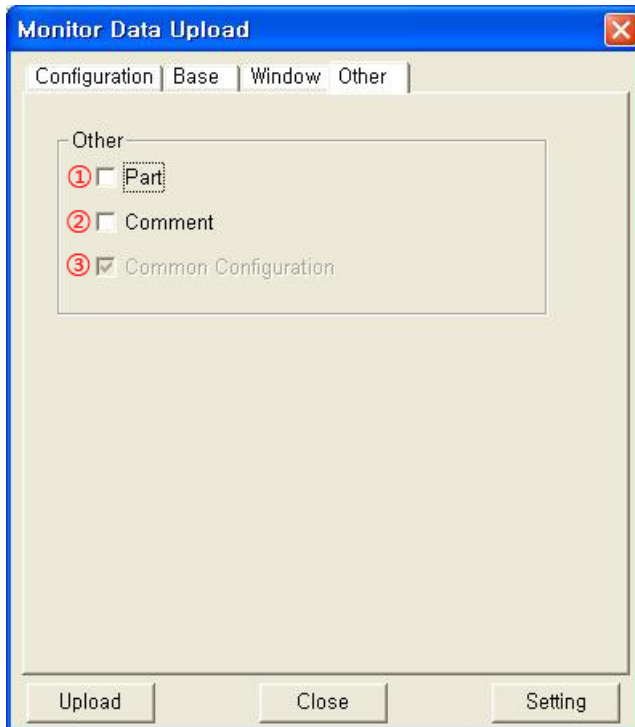 Monitor Data Upload
Configuration Base Window Other
Other
① Part
② Comment
③ Common Configuration
Upload Close Setting